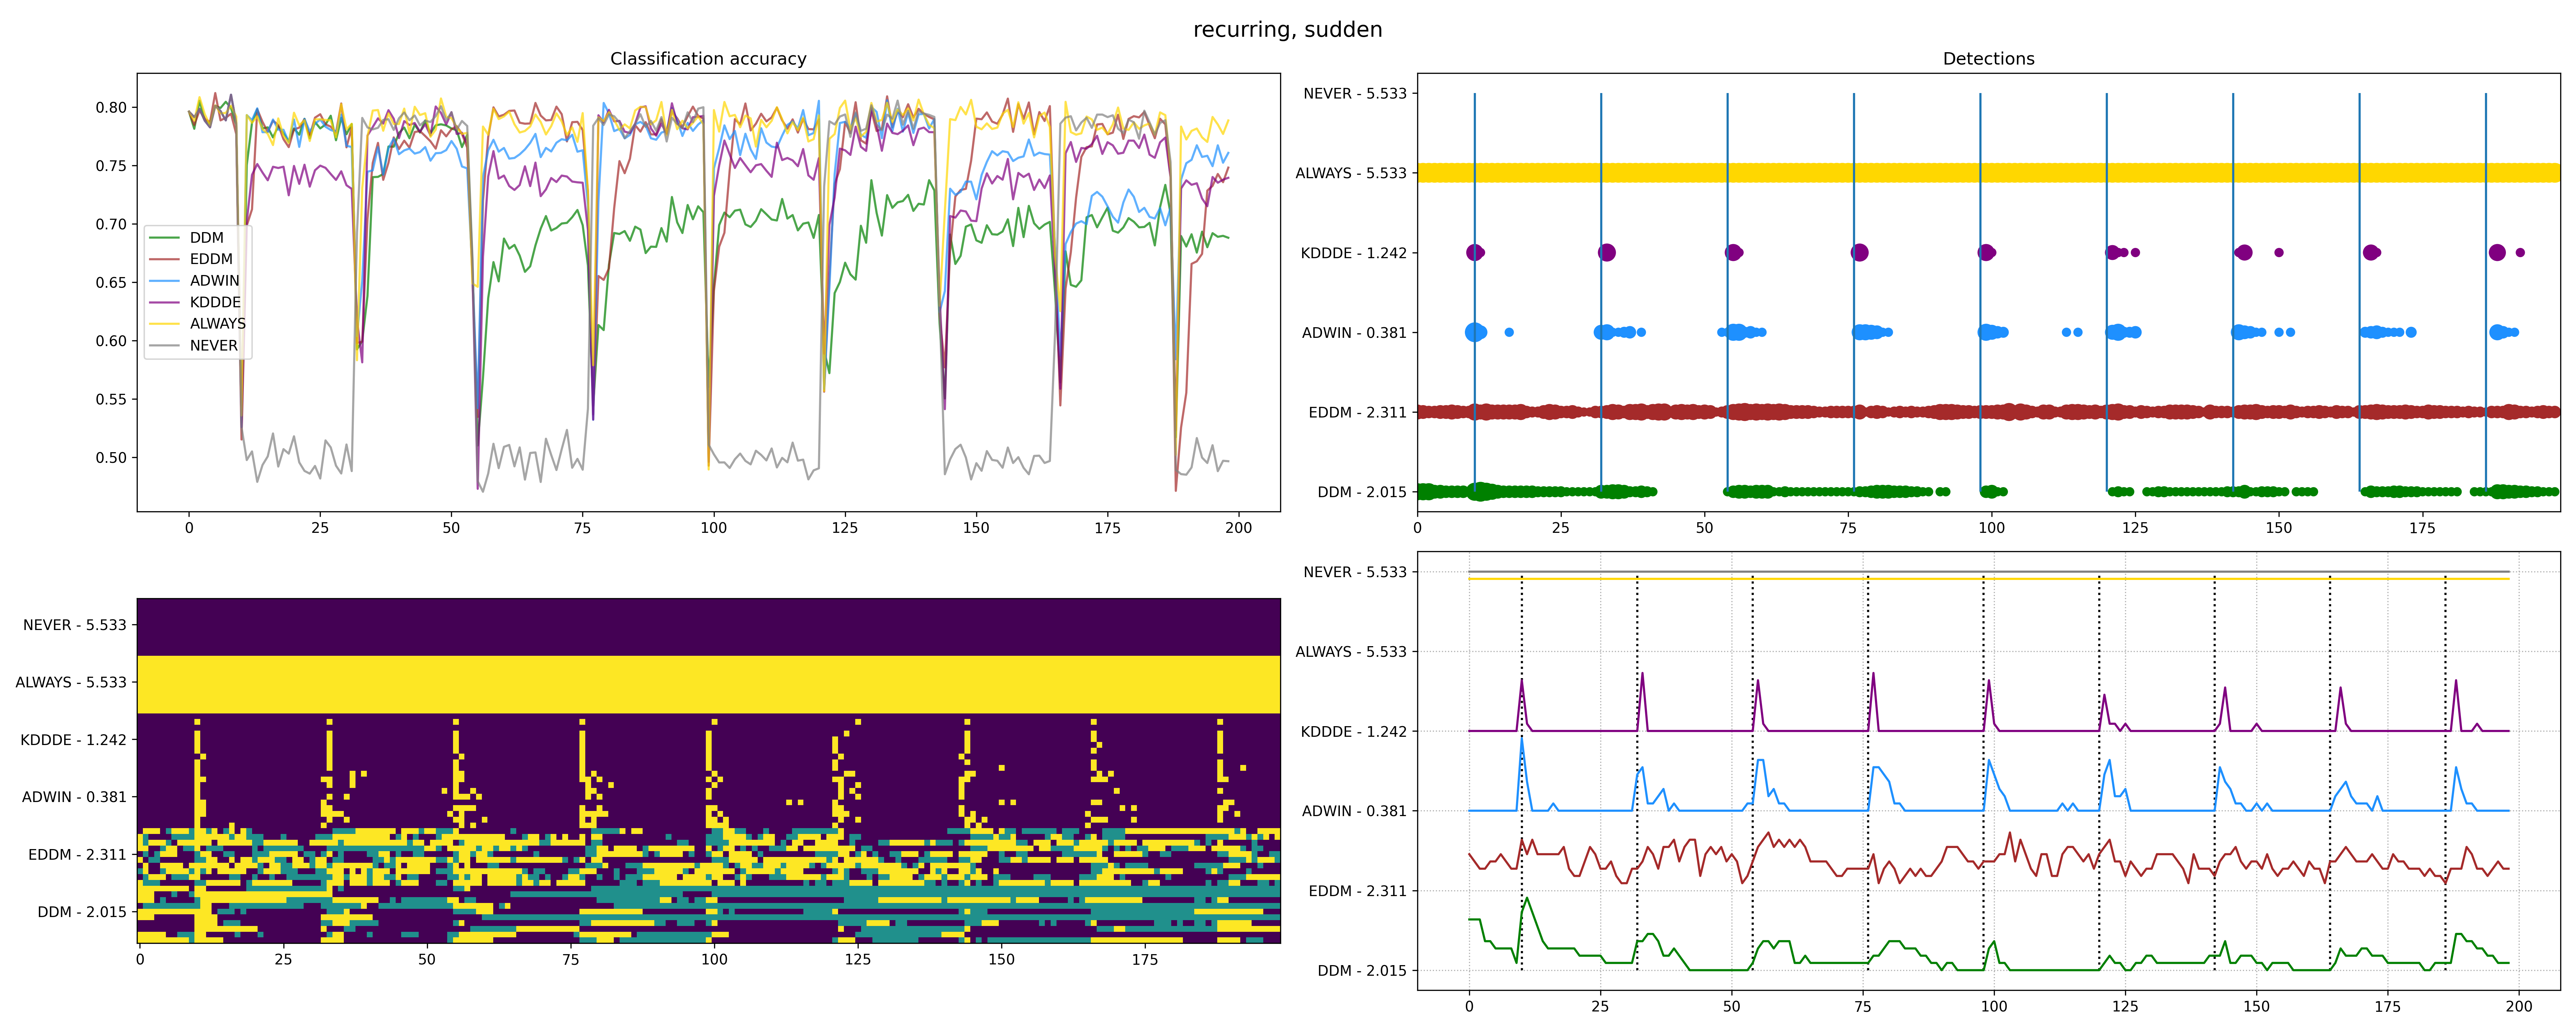 recurring, sudden
Classification accuracy
0.80
0.75
0.70
0.65
0.60
0.55
0.50
DDM
EDDM
ADWIN
KDDDE
ALWAYS
NEVER
0 25 50 75 100 125 150 175 200
Detections
NEVER - 5.533
ALWAYS - 5.533
KDDDE - 1.242
ADWIN - 0.381
EDDM - 2.311
DDM - 2.015
0 25 50 75 100 125 150 175
NEVER - 5.533
ALWAYS - 5.533
KDDDE - 1.242
ADWIN - 0.381
EDDM - 2.311
DDM - 2.015
0 25 50 75 100 125 150 175
NEVER - 5.533
ALWAYS - 5.533
KDDDE - 1.242
ADWIN - 0.381
EDDM - 2.311
DDM - 2.015
0 25 50 75 100 125 150 175 200